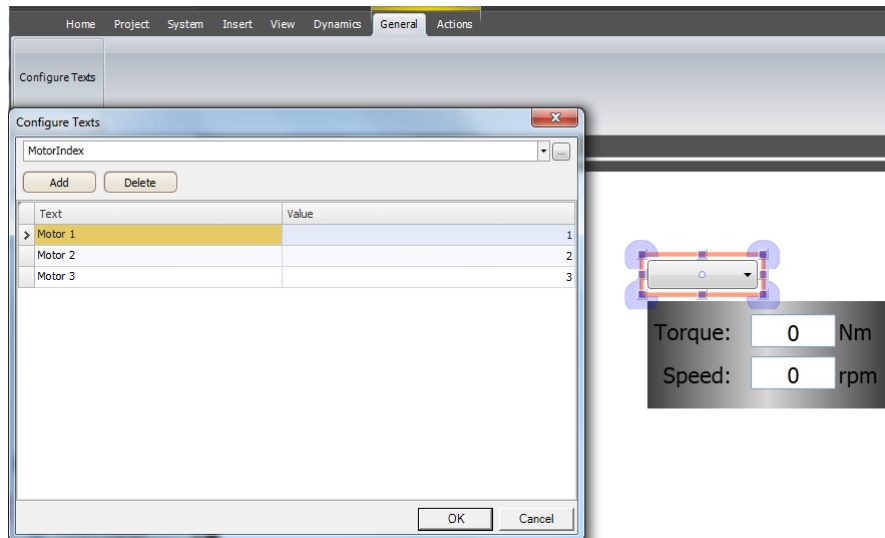 Home Project System Insert View Dynamics General Actions
Configure Texts
Configure Texts
MotorIndex
...
Add Delete
Text Value
Motor 1 1
Motor 2 2
Motor 3 3
OK Cancel
Torque: 0 Nm
Speed: 0 rpm